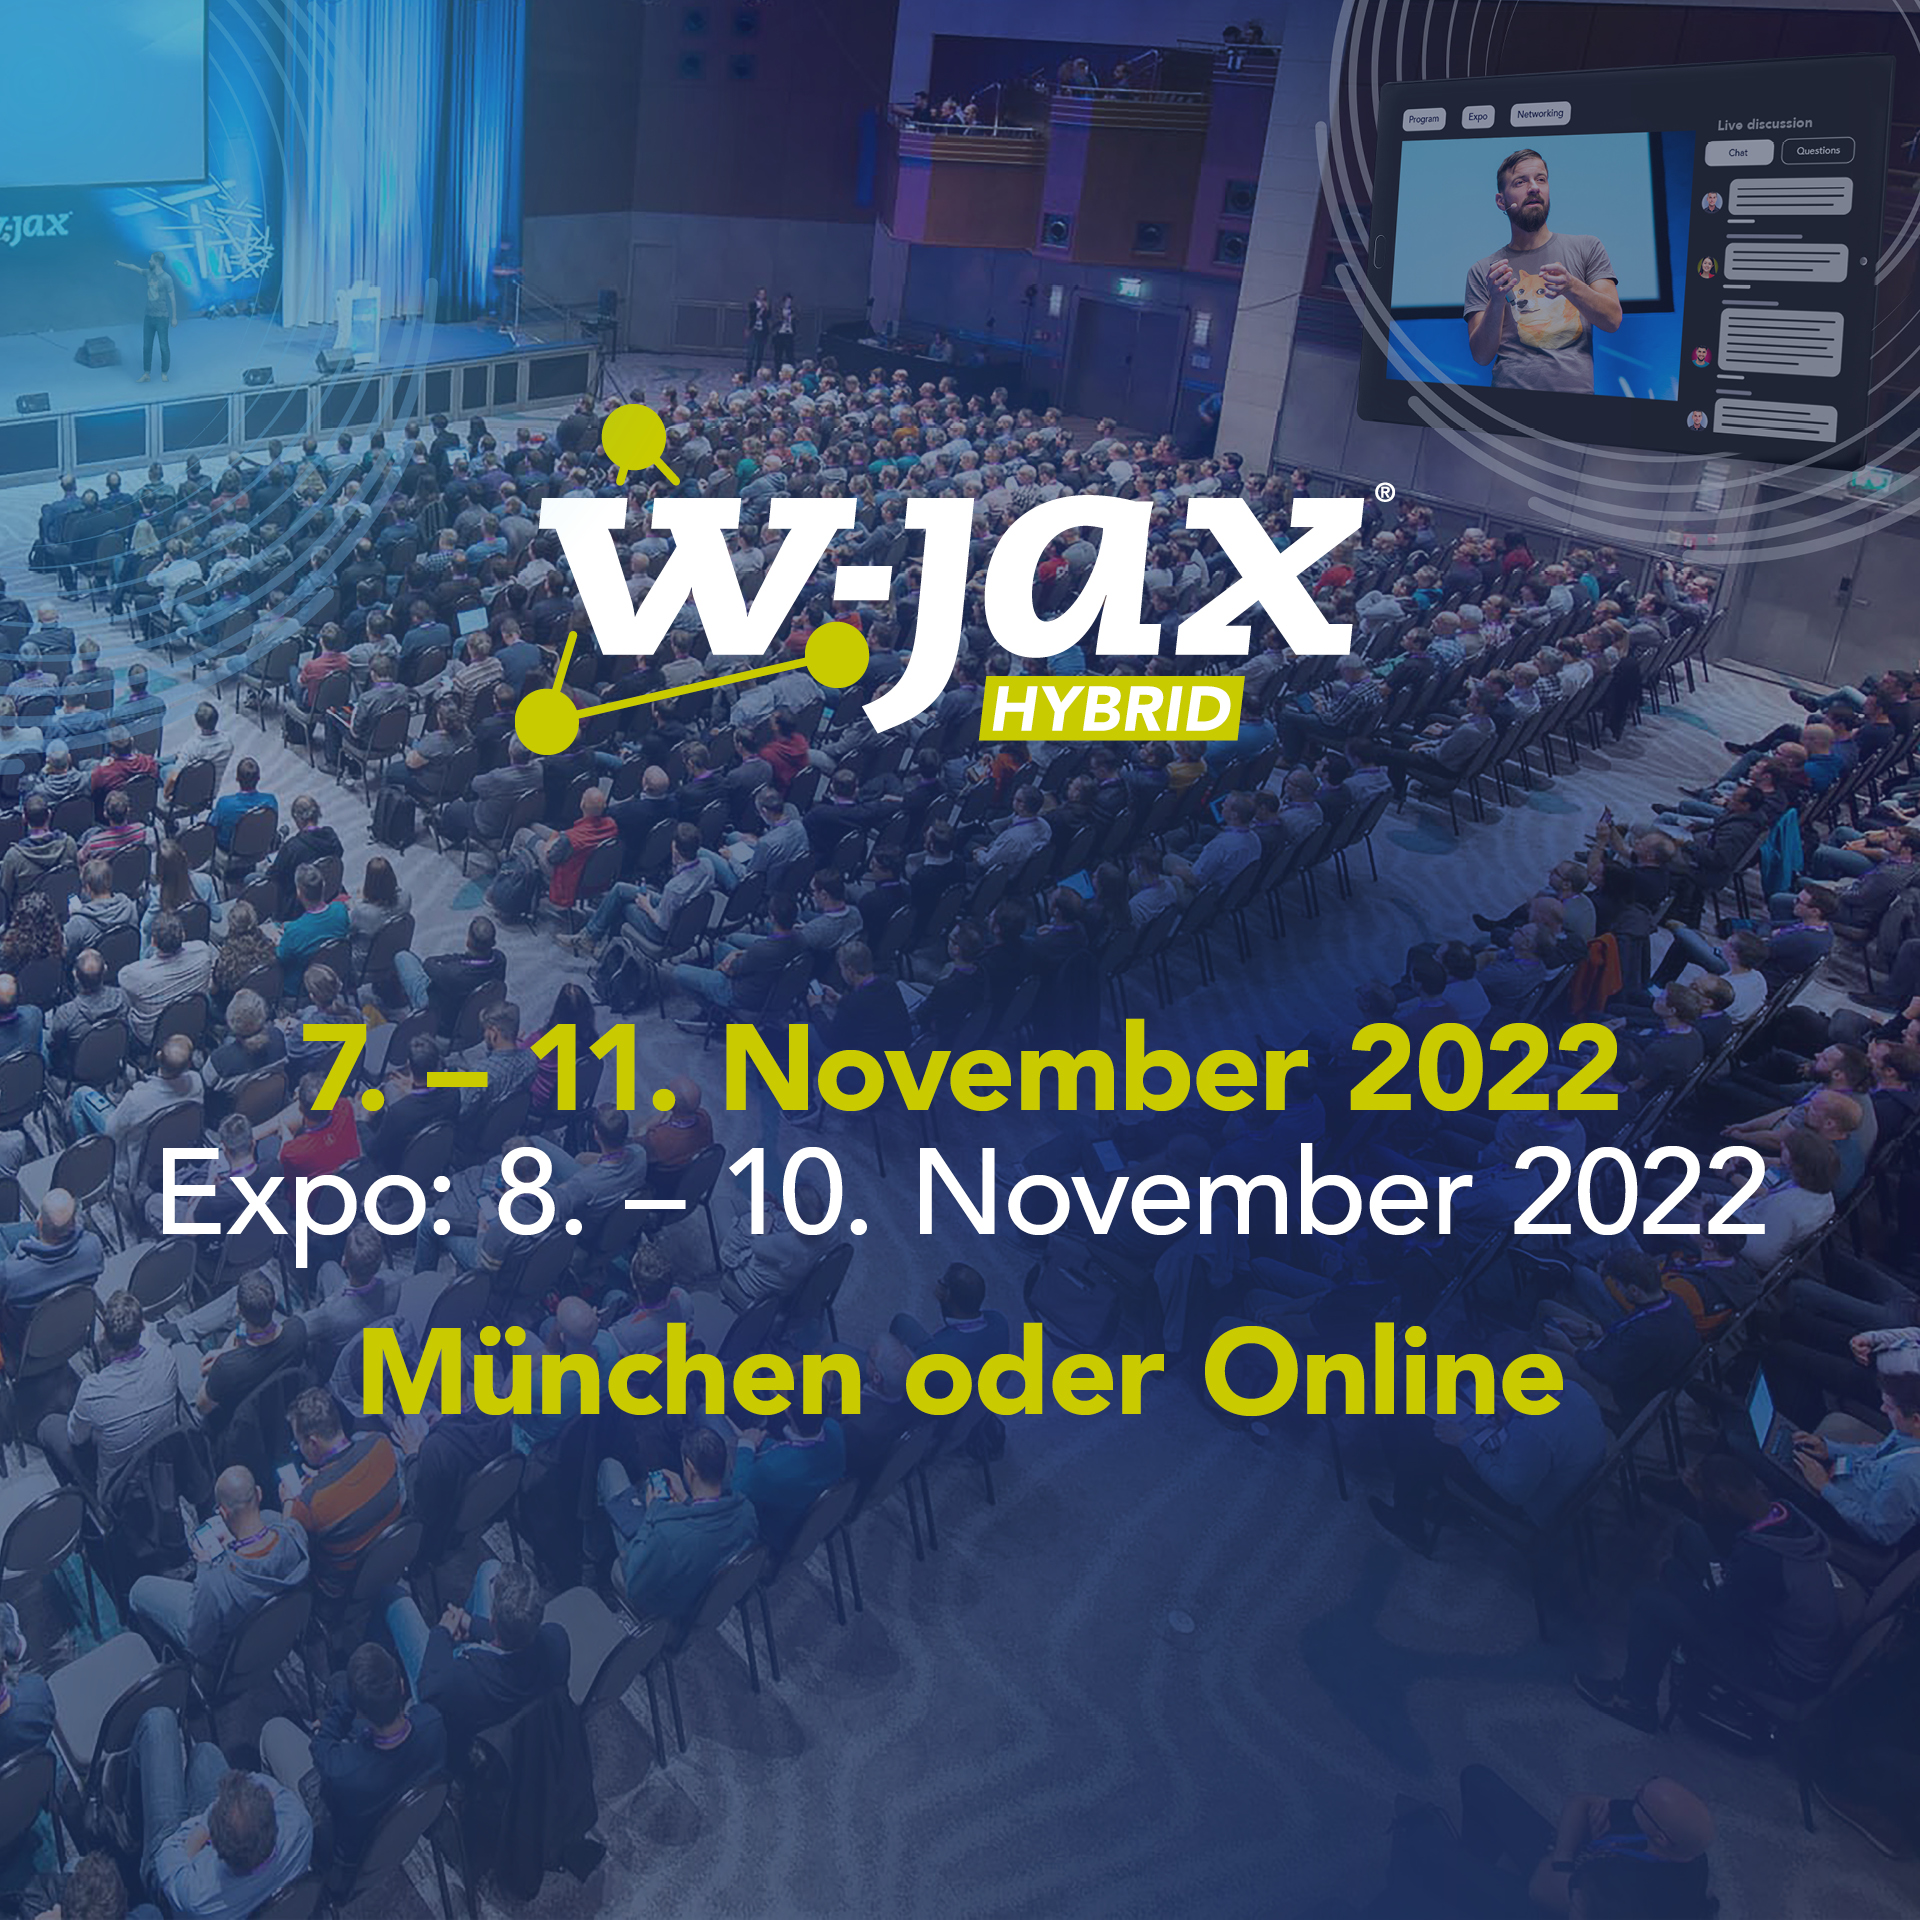 Program
Expo
Networking
Live discussion
Chat
Questions
jax
w-jax®
HYBRID
7. – 11. November 2022
Expo: 8. – 10. November 2022
München oder Online